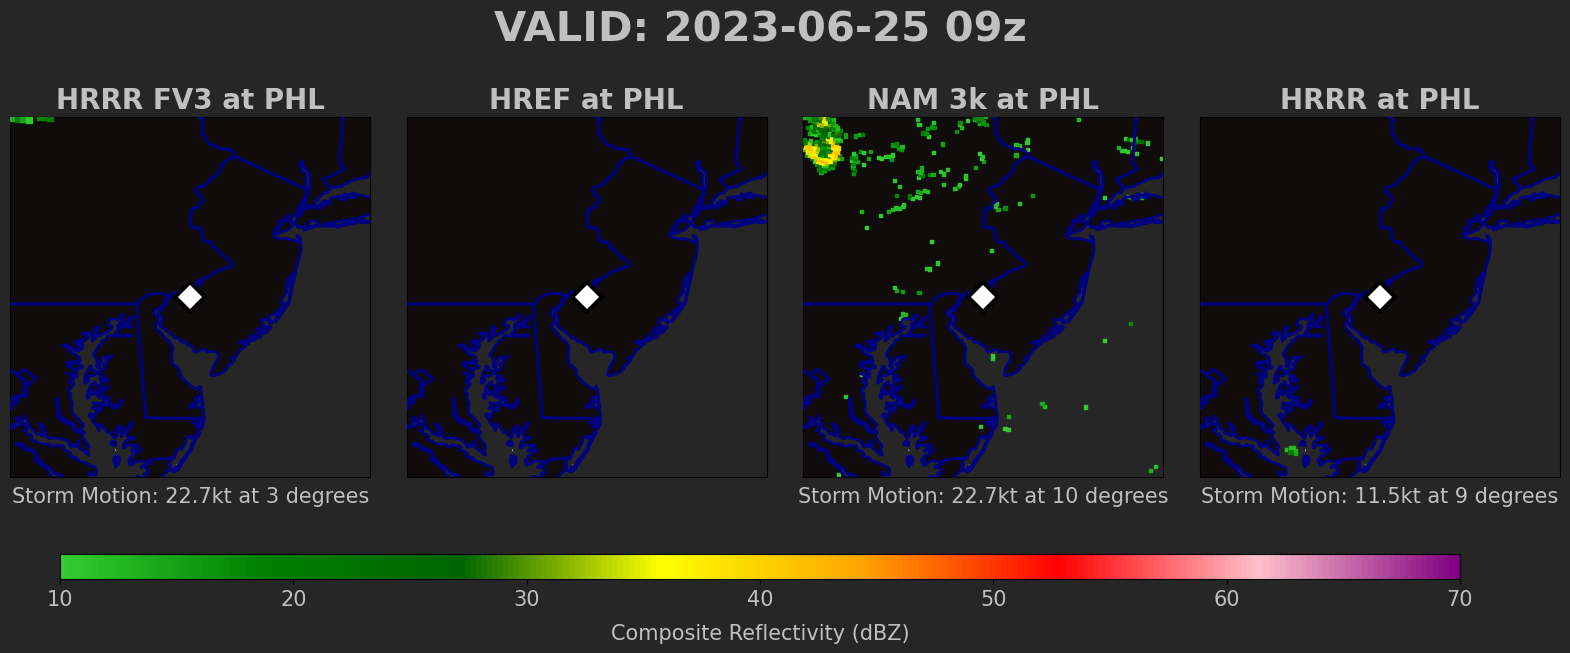 VALID: 2023-06-25 09z
HRRR FV3 at PHL
HREF at PHL
NAM 3k at PHL
HRRR at PHL
Storm Motion: 22.7kt at 3 degrees
Storm Motion: 22.7kt at 10 degrees
Storm Motion: 11.5kt at 9 degrees
10 20 30 40 50 60 70
Composite Reflectivity (dBZ)